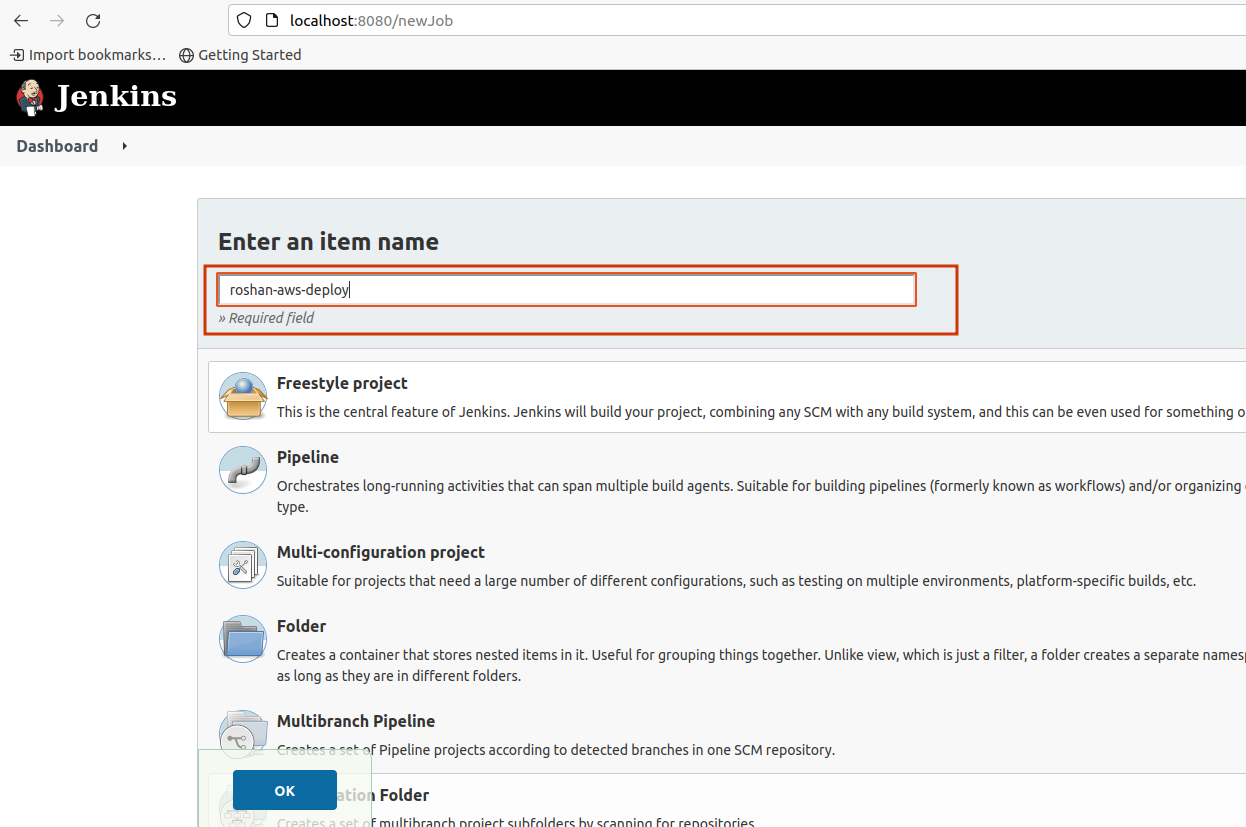 localhost:8080/newJob
Import bookmarks... Getting Started
Jenkins
Dashboard
Enter an item name
roshan-aws-deploy
» Required field
Freestyle project
This is the central feature of Jenkins. Jenkins will build your project, combining any SCM with any build system, and this can be even used for something o
Pipeline
Orchestrates long-running activities that can span multiple build agents. Suitable for building pipelines (formerly known as workflows) and/or organizing
type.
Multi-configuration project
Suitable for projects that need a large number of different configurations, such as testing on multiple environments, platform-specific builds, etc.
Folder
Creates a container that stores nested items in it. Useful for grouping things together. Unlike view, which is just a filter, a folder creates a separate namesp
as long as they are in different folders.
Multibranch Pipeline
Creates a set of Pipeline projects according to detected branches in one SCM repository.
OK
ation Folder
Creates a set of multibranch project subfolders by scanning for repositories.